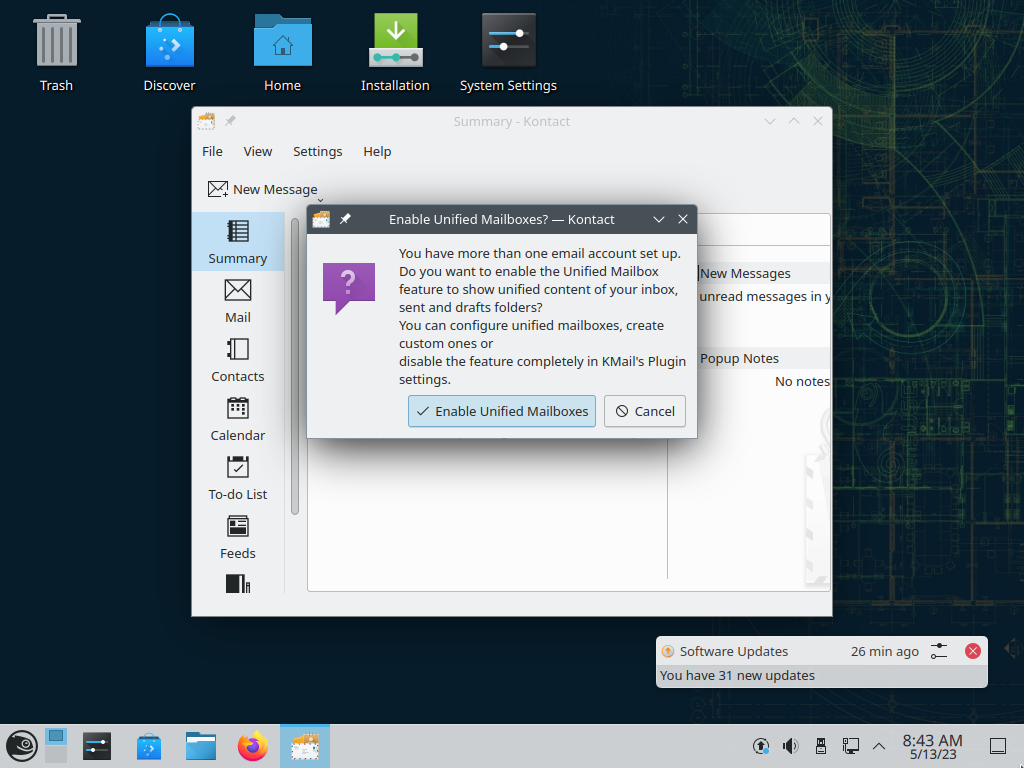 Trash
Discover
Home
Installation
System Settings
Summary - Kontact
File View Settings Help
New Message
Summary
Mail
Contacts
Calendar
To-do List
Feeds
Enable Unified Mailboxes? — Kontact
You have more than one email account set up.
Do you want to enable the Unified Mailbox
feature to show unified content of your inbox,
sent and drafts folders?
You can configure unified mailboxes, create
custom ones or
disable the feature completely in KMail's Plugin
settings.
Enable Unified Mailboxes Cancel
New Messages
unread messages in y
Popup Notes
No notes
Software Updates 26 min ago
You have 31 new updates
8:43 AM
5/13/23